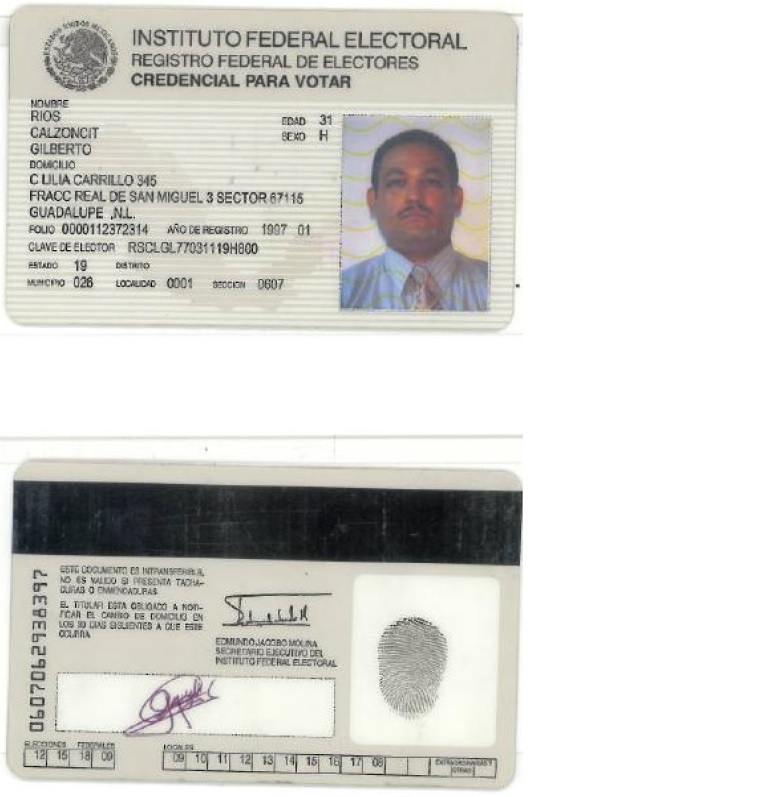 INSTITUTO FEDERAL ELECTORAL
REGISTRO FEDERAL DE ELECTORES
CREDENCIAL PARA VOTAR
NOMBRE
RIOS
CALZONCIT
GILBERTO
EDAD 31
SEXO H
DOMICILIO
C LILIA CARRILLO 345
FRACC REAL DE SAN MIGUEL 3 SECTOR 67115
GUADALUPE ,N.L.
FOLIO 0000112372314 AÑO DE REGISTRO 1997 01
CLAVE DE ELECTOR RSCLGL77031119H800
ESTADO 19 DISTRITO
MUNICIPIO 026 LOCALIDAD 0001 SECCION 0607
ESTE DOCUMENTO ES INTRANSFERIBLE,
NO ES VALIDO SI PRESENTA TACHA-
DURAS O ENMENDADURAS
EL TITULAR ESTA OBLIGADO A NOTI-
FICAR EL CAMBIO DE DOMICILIO EN
LOS 30 DIAS SIGUIENTES A QUE ESTE
OCURRA
0607062938397
EDMUNDO JACOBO MOLINA
SECRETARIO EJECUTIVO DEL
INSTITUTO FEDERAL ELECTORAL
ELECCIONES FEDERALES
12 15 18 09
LOCALES
09 10 11 12 13 14 15 16 17 08
EXTRAORDINARIAS Y
OTRAS